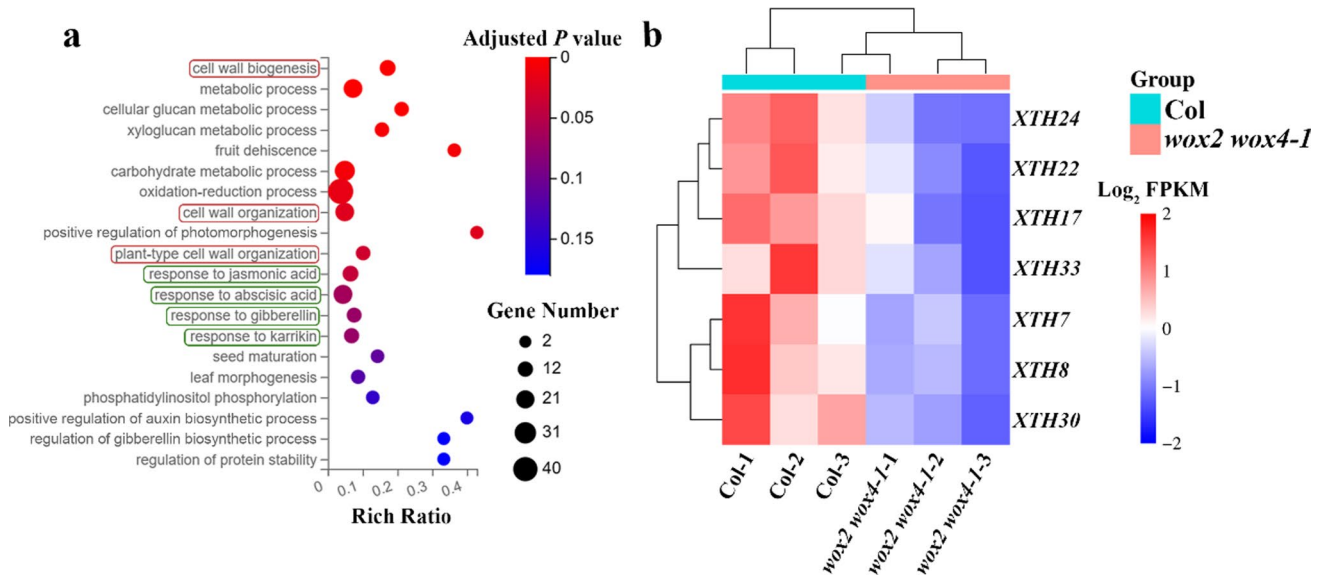 a
Adjusted P value
cell wall biogenesis
metabolic process
cellular glucan metabolic process
xyloglucan metabolic process
fruit dehiscence
carbohydrate metabolic process
oxidation-reduction process
cell wall organization
positive regulation of photomorphogenesis
plant-type cell wall organization
response to jasmonic acid
response to abscisic acid
response to gibberellin
response to karrikin
seed maturation
leaf morphogenesis
phosphatidylinositol phosphorylation
positive regulation of auxin biosynthetic process
regulation of gibberellin biosynthetic process
regulation of protein stability
0
0.1
0.2
0.3
0.4
Rich Ratio
0
0.05
0.1
0.15
Gene Number
2
12
21
31
40
b
XTH24
XTH22
XTH17
XTH33
XTH7
XTH8
XTH30
Col-1
Col-2
Col-3
wox2 wox4-1-1
wox2 wox4-1-2
wox2 wox4-1-3
Group
Col
wox2 wox4-1
Log2 FPKM
2
1
0
−1
−2